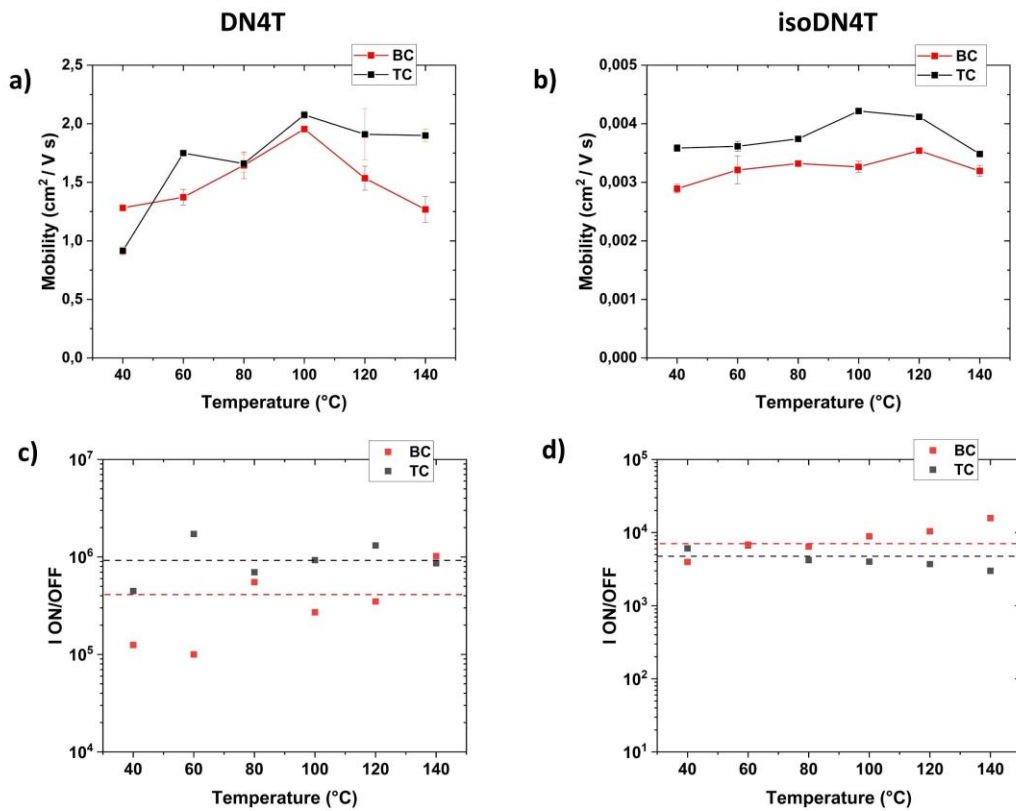 DN4T
isoDN4T
a)
BC
TC
2,5
2,0
1,5
1,0
0,5
0,0
Mobility (cm² / V s)
40 60 80 100 120 140
Temperature (°C)
b)
BC
TC
0,005
0,004
0,003
0,002
0,001
0,000
Mobility (cm² / V s)
40 60 80 100 120 140
Temperature (°C)
c)
BC
TC
10⁷
10⁶
10⁵
10⁴
I ON/OFF
40 60 80 100 120 140
Temperature (°C)
d)
BC
TC
10⁵
10⁴
10³
10²
10¹
I ON/OFF
40 60 80 100 120 140
Temperature (°C)